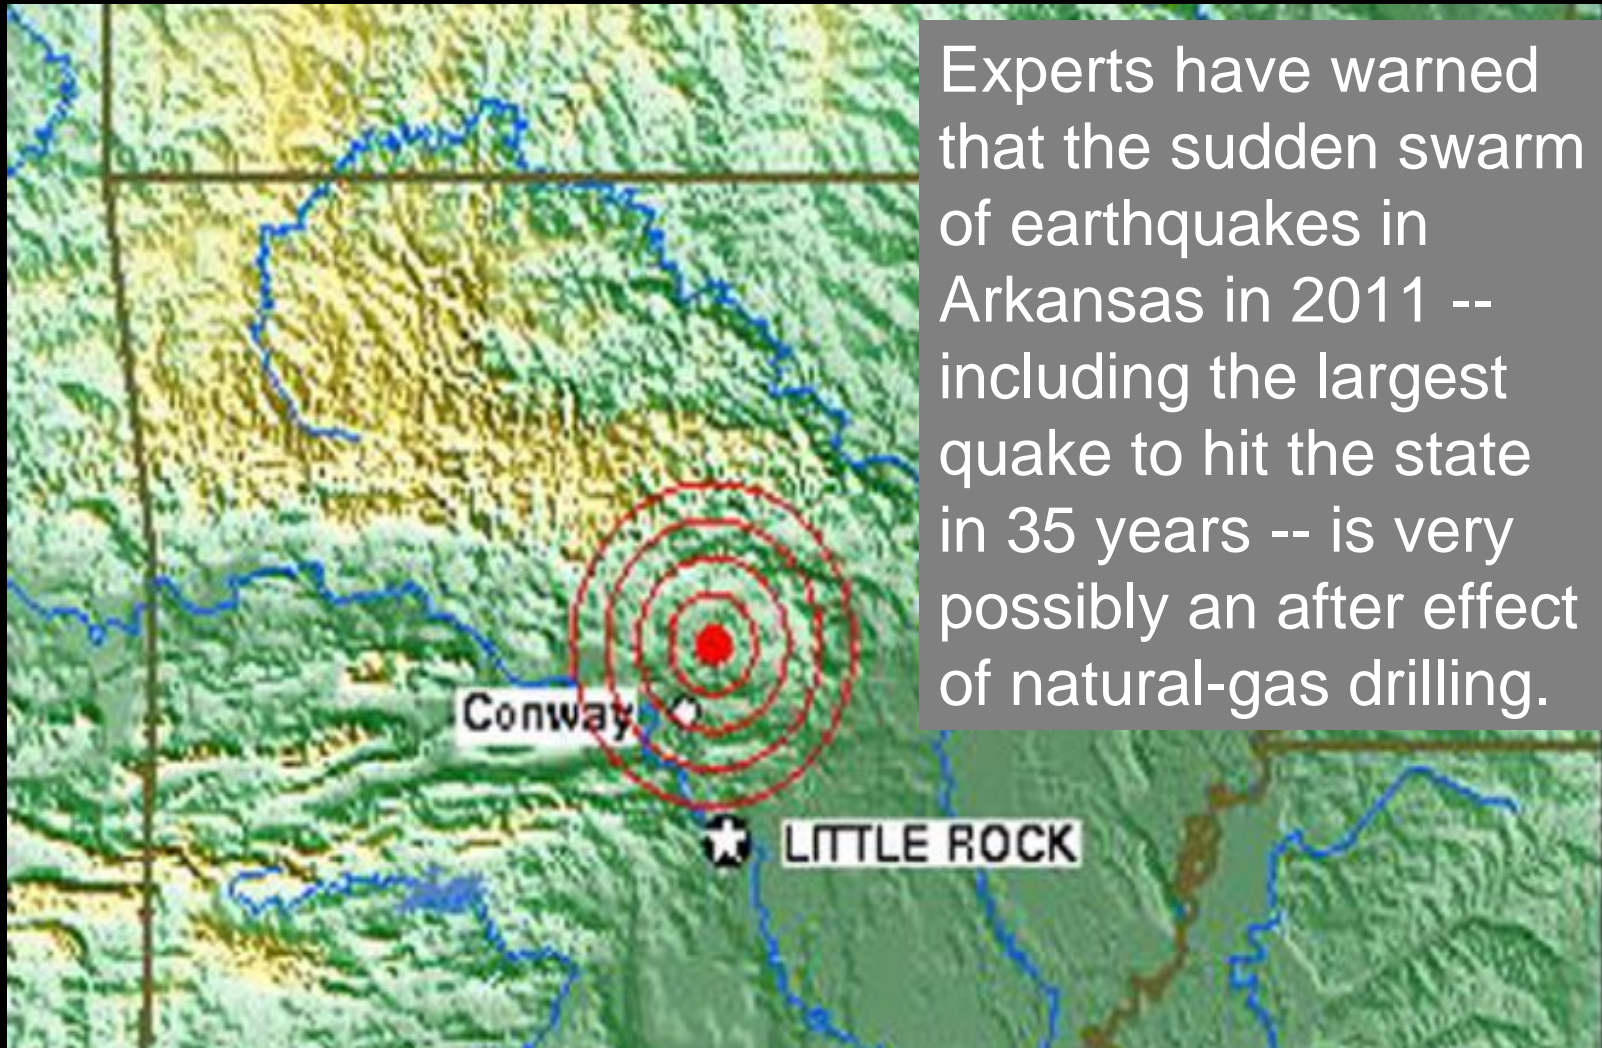 Experts have warned
that the sudden swarm
of earthquakes in
Arkansas in 2011 --
including the largest
quake to hit the state
in 35 years -- is very
possibly an after effect
of natural-gas drilling.
Conway
LITTLE ROCK